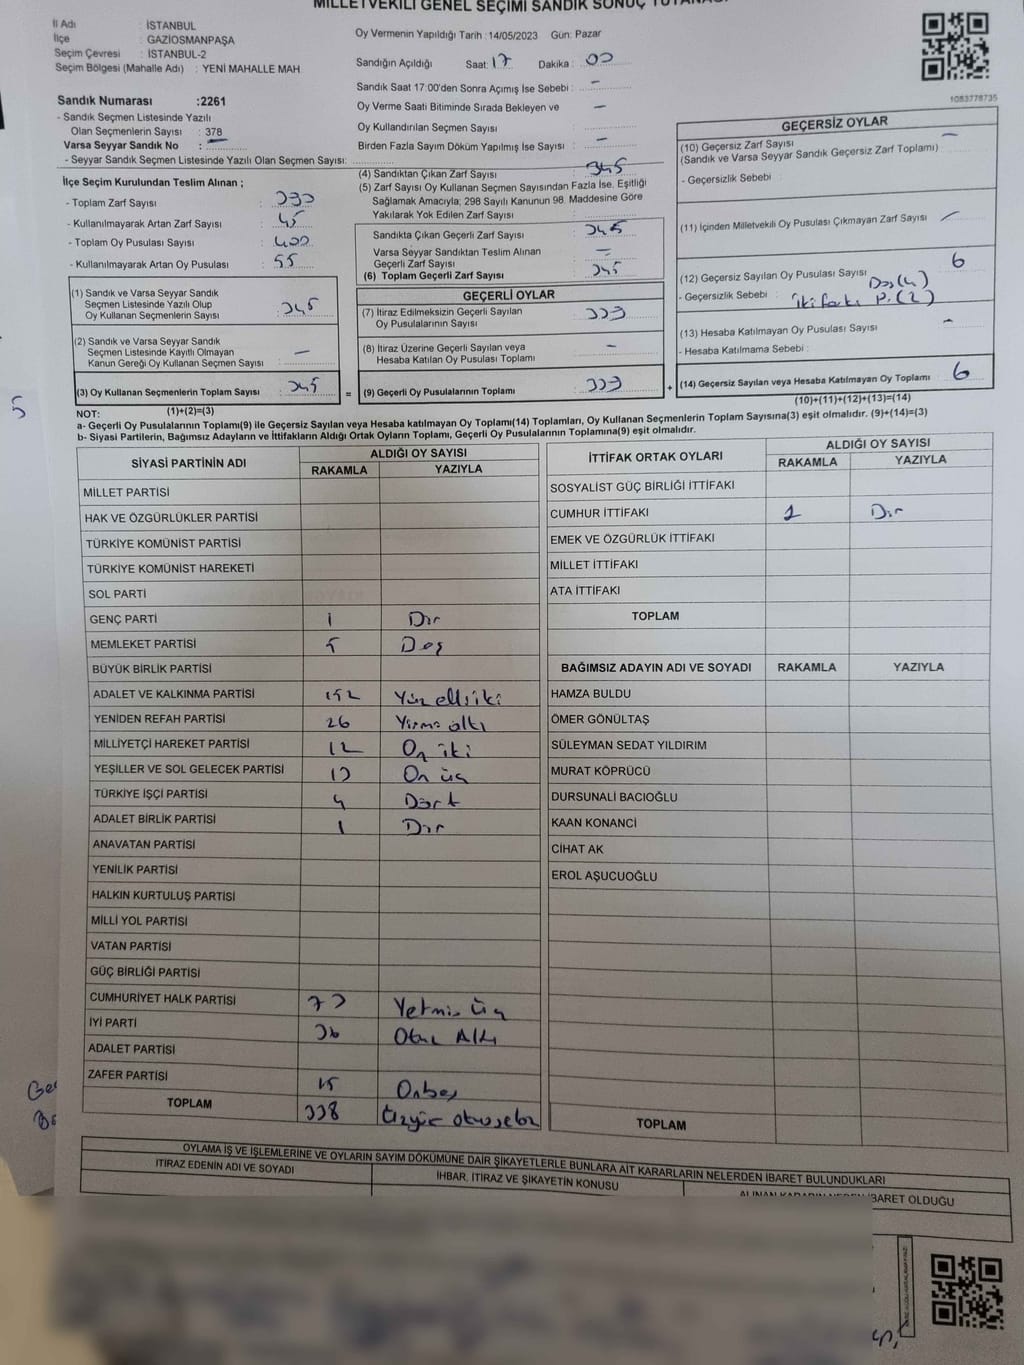 MİLLETVEKİLİ GENEL SEÇİMİ SANDIK SONUÇ TUTANAĞI
İl Adı : İSTANBUL
İlçe : GAZİOSMANPAŞA
Seçim Çevresi : İSTANBUL-2
Seçim Bölgesi (Mahalle Adı) : YENİ MAHALLE MAH.
Sandık Numarası :2261
- Sandık Seçmen Listesinde Yazılı
Olan Seçmenlerin Sayısı : 378
Varsa Seyyar Sandık No : -
- Seyyar Sandık Seçmen Listesinde Yazılı Olan Seçmen Sayısı:
Oy Vermenin Yapıldığı Tarih : 14/05/2023 Gün: Pazar
Sandığın Açıldığı Saat: 17 Dakika : 00
Sandık Saat 17:00'den Sonra Açımış İse Sebebi : -
Oy Verme Saati Bitiminde Sırada Bekleyen ve -
Oy Kullandırılan Seçmen Sayısı
Birden Fazla Sayım Döküm Yapılmış İse Sayısı : -
1083778735
İlçe Seçim Kurulundan Teslim Alınan ;
- Toplam Zarf Sayısı :
- Kullanılmayarak Artan Zarf Sayısı : 45
- Toplam Oy Pusulası Sayısı : 400
- Kullanılmayarak Artan Oy Pusulası : 55
(4) Sandıktan Çıkan Zarf Sayısı : 345
(5) Zarf Sayısı Oy Kullanan Seçmen Sayısından Fazla İse, Eşitliği
Sağlamak Amacıyla; 298 Sayılı Kanunun 98. Maddesine Göre
Yakılarak Yok Edilen Zarf Sayısı
Sandıkta Çıkan Geçerli Zarf Sayısı : 345
Varsa Seyyar Sandıktan Teslim Alınan
Geçerli Zarf Sayısı : -
(6) Toplam Geçerli Zarf Sayısı 345
GEÇERSİZ OYLAR
(10) Geçersiz Zarf Sayısı -
(Sandık ve Varsa Seyyar Sandık Geçersiz Zarf Toplamı) :
- Geçersizlik Sebebi :
(11) İçinden Milletvekili Oy Pusulası Çıkmayan Zarf Sayısı -
(12) Geçersiz Sayılan Oy Pusulası Sayısı 6
- Geçersizlik Sebebi : Boş(4)
iki farklı P.(2)
(13) Hesaba Katılmayan Oy Pusulası Sayısı -
- Hesaba Katılmama Sebebi :
(14) Geçersiz Sayılan veya Hesaba Katılmayan Oy Toplamı 6
(10)+(11)+(12)+(13)=(14)
(1) Sandık ve Varsa Seyyar Sandık
Seçmen Listesinde Yazılı Olup
Oy Kullanan Seçmenlerin Sayısı : 345
(2) Sandık ve Varsa Seyyar Sandık
Seçmen Listesinde Kayıtlı Olmayan
Kanun Gereği Oy Kullanan Seçmen Sayısı : -
(3) Oy Kullanan Seçmenlerin Toplam Sayısı : 345
(1)+(2)=(3)
=
GEÇERLİ OYLAR
(7) İtiraz Edilmeksizin Geçerli Sayılan
Oy Pusulalarının Sayısı : 333
(8) İtiraz Üzerine Geçerli Sayılan veya
Hesaba Katılan Oy Pusulası Toplamı : -
(9) Geçerli Oy Pusulalarının Toplamı : 333
+
NOT:
a- Geçerli Oy Pusulalarının Toplamı(9) ile Geçersiz Sayılan veya Hesaba katılmayan Oy Toplamı(14) Toplamları, Oy Kullanan Seçmenlerin Toplam Sayısına(3) eşit olmalıdır. (9)+(14)=(3)
b- Siyasi Partilerin, Bağımsız Adayların ve İttifakların Aldığı Ortak Oyların Toplamı, Geçerli Oy Pusulalarının Toplamına(9) eşit olmalıdır.
5
SİYASİ PARTİNİN ADI
ALDIĞI OY SAYISI
RAKAMLA YAZIYLA
MİLLET PARTİSİ
HAK VE ÖZGÜRLÜKLER PARTİSİ
TÜRKİYE KOMÜNİST PARTİSİ
TÜRKİYE KOMÜNİST HAREKETİ
SOL PARTİ
GENÇ PARTİ 1 Bir
MEMLEKET PARTİSİ 5 Beş
BÜYÜK BİRLİK PARTİSİ
ADALET VE KALKINMA PARTİSİ 152 Yüz elli iki
YENİDEN REFAH PARTİSİ 26 Yirmi altı
MİLLİYETÇİ HAREKET PARTİSİ 12 On iki
YEŞİLLER VE SOL GELECEK PARTİSİ 13 On üç
TÜRKİYE İŞÇİ PARTİSİ 4 Dört
ADALET BİRLİK PARTİSİ 1 Bir
ANAVATAN PARTİSİ
YENİLİK PARTİSİ
HALKIN KURTULUŞ PARTİSİ
MİLLİ YOL PARTİSİ
VATAN PARTİSİ
GÜÇ BİRLİĞİ PARTİSİ
CUMHURİYET HALK PARTİSİ 73 Yetmiş üç
İYİ PARTİ 36 Otuz Altı
ADALET PARTİSİ
ZAFER PARTİSİ 15 Onbeş
TOPLAM 338 Üçyüz otuzsekiz
İTTİFAK ORTAK OYLARI
ALDIĞI OY SAYISI
RAKAMLA YAZIYLA
SOSYALİST GÜÇ BİRLİĞİ İTTİFAKI
CUMHUR İTTİFAKI 1 Bir
EMEK VE ÖZGÜRLÜK İTTİFAKI
MİLLET İTTİFAKI
ATA İTTİFAKI
TOPLAM
BAĞIMSIZ ADAYIN ADI VE SOYADI RAKAMLA YAZIYLA
HAMZA BULDU
ÖMER GÖNÜLTAŞ
SÜLEYMAN SEDAT YILDIRIM
MURAT KÖPRÜCÜ
DURSUNALİ BACIOĞLU
KAAN KONANCİ
CİHAT AK
EROL AŞUCUOĞLU
TOPLAM
OYLAMA İŞ VE İŞLEMLERİNE VE OYLARIN SAYIM DÖKÜMÜNE DAİR ŞİKAYETLERLE BUNLARA AİT KARARLARIN NELERDEN İBARET BULUNDUKLARI
İTİRAZ EDENİN ADI VE SOYADI İHBAR, İTİRAZ VE ŞİKAYETİN KONUSU ALINAN KARARIN NEDEN İBARET OLDUĞU